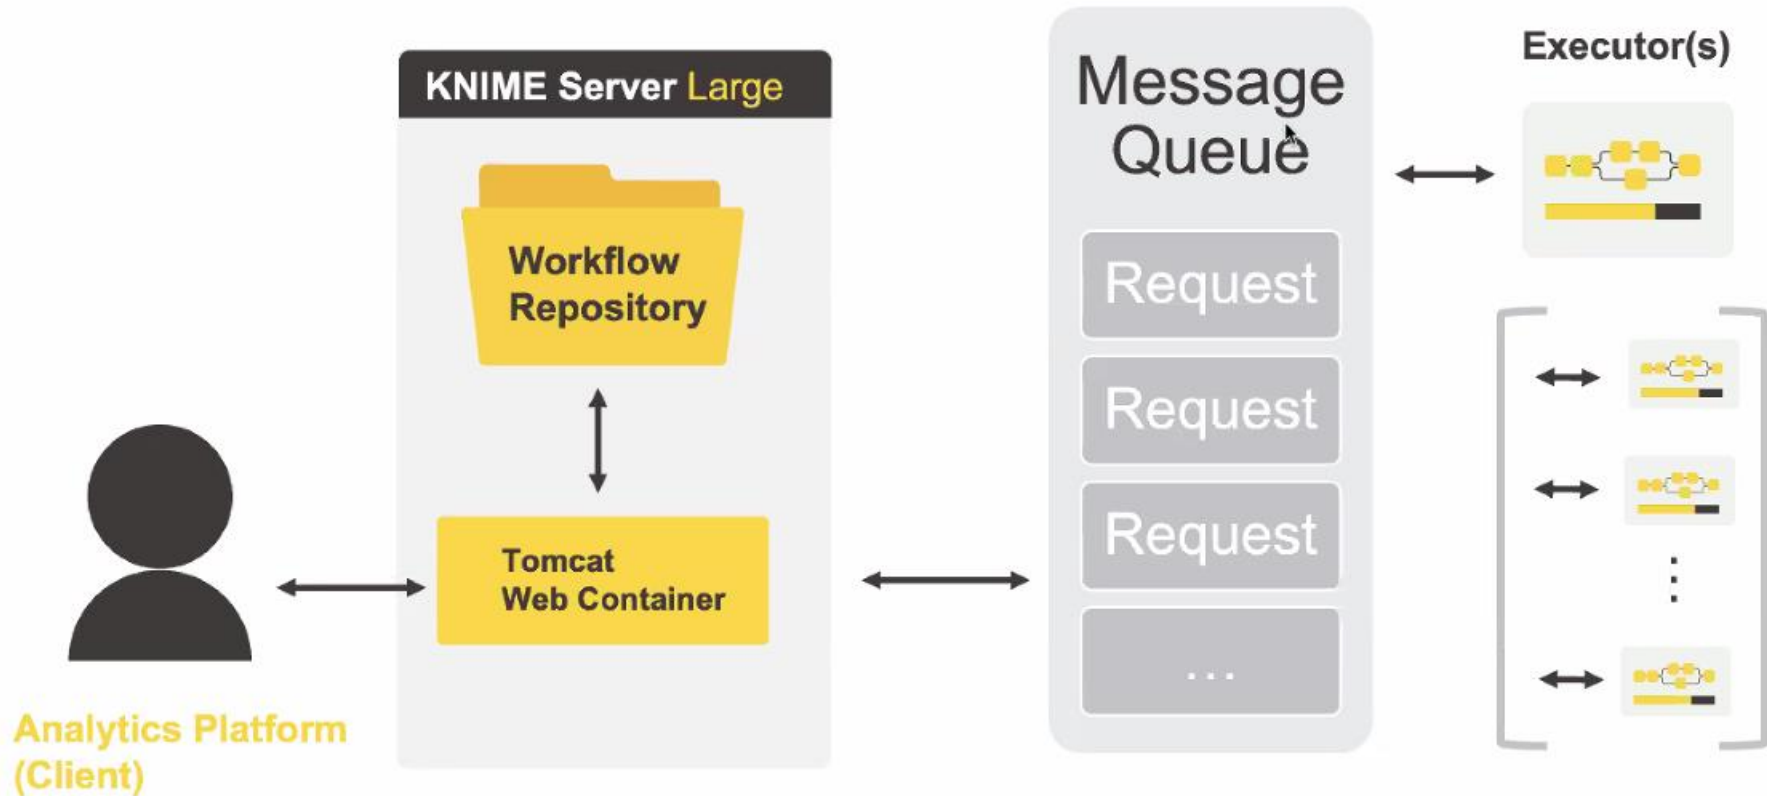 KNIME Server Large
Workflow
Repository
Tomcat
Web Container
Analytics Platform
(Client)
Message
Queue
Request
Request
Request
...
Executor(s)